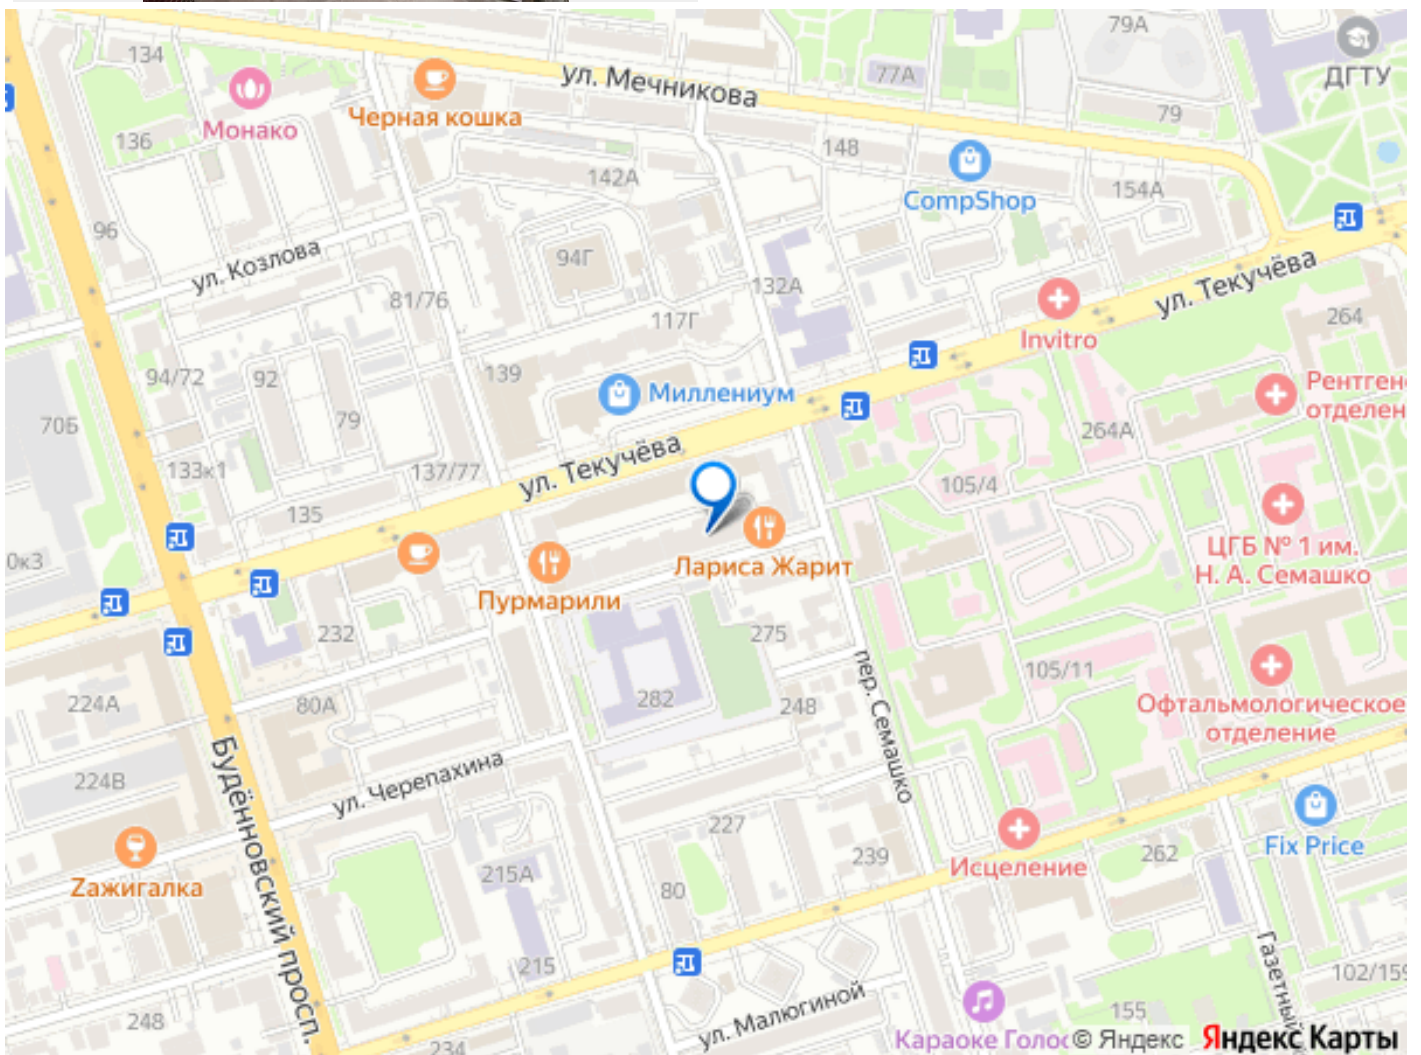 79А
134
ДГТУ
ул. Мечникова
77А
79
Монако
Черная кошка
136
148
142А
154А
CompShop
96
ул. Козлова
94Г
132А
81/76
117Г
ул. Текучёва
264
Invitro
139
94/72
92
Миллениум
Рентген
отделен
79
70Б
264А
133к1
137/77
ул. Текучёва
105/4
135
ЦГБ № 1 им.
Н. А. Семашко
0к3
Лариса Жарит
Пурмарили
232
275
пер. Семашко
105/11
224А
80А
282
248
Офтальмологическое
отделение
Будённовский просп.
224В
ул. Черепахина
227
239
Исцеление
262
Fix Price
Zажигалка
215А
80
Газетный
215
102/159
ул. Малюгиной
155
248
234
Караоке Голос
© Яндекс
Яндекс Карты